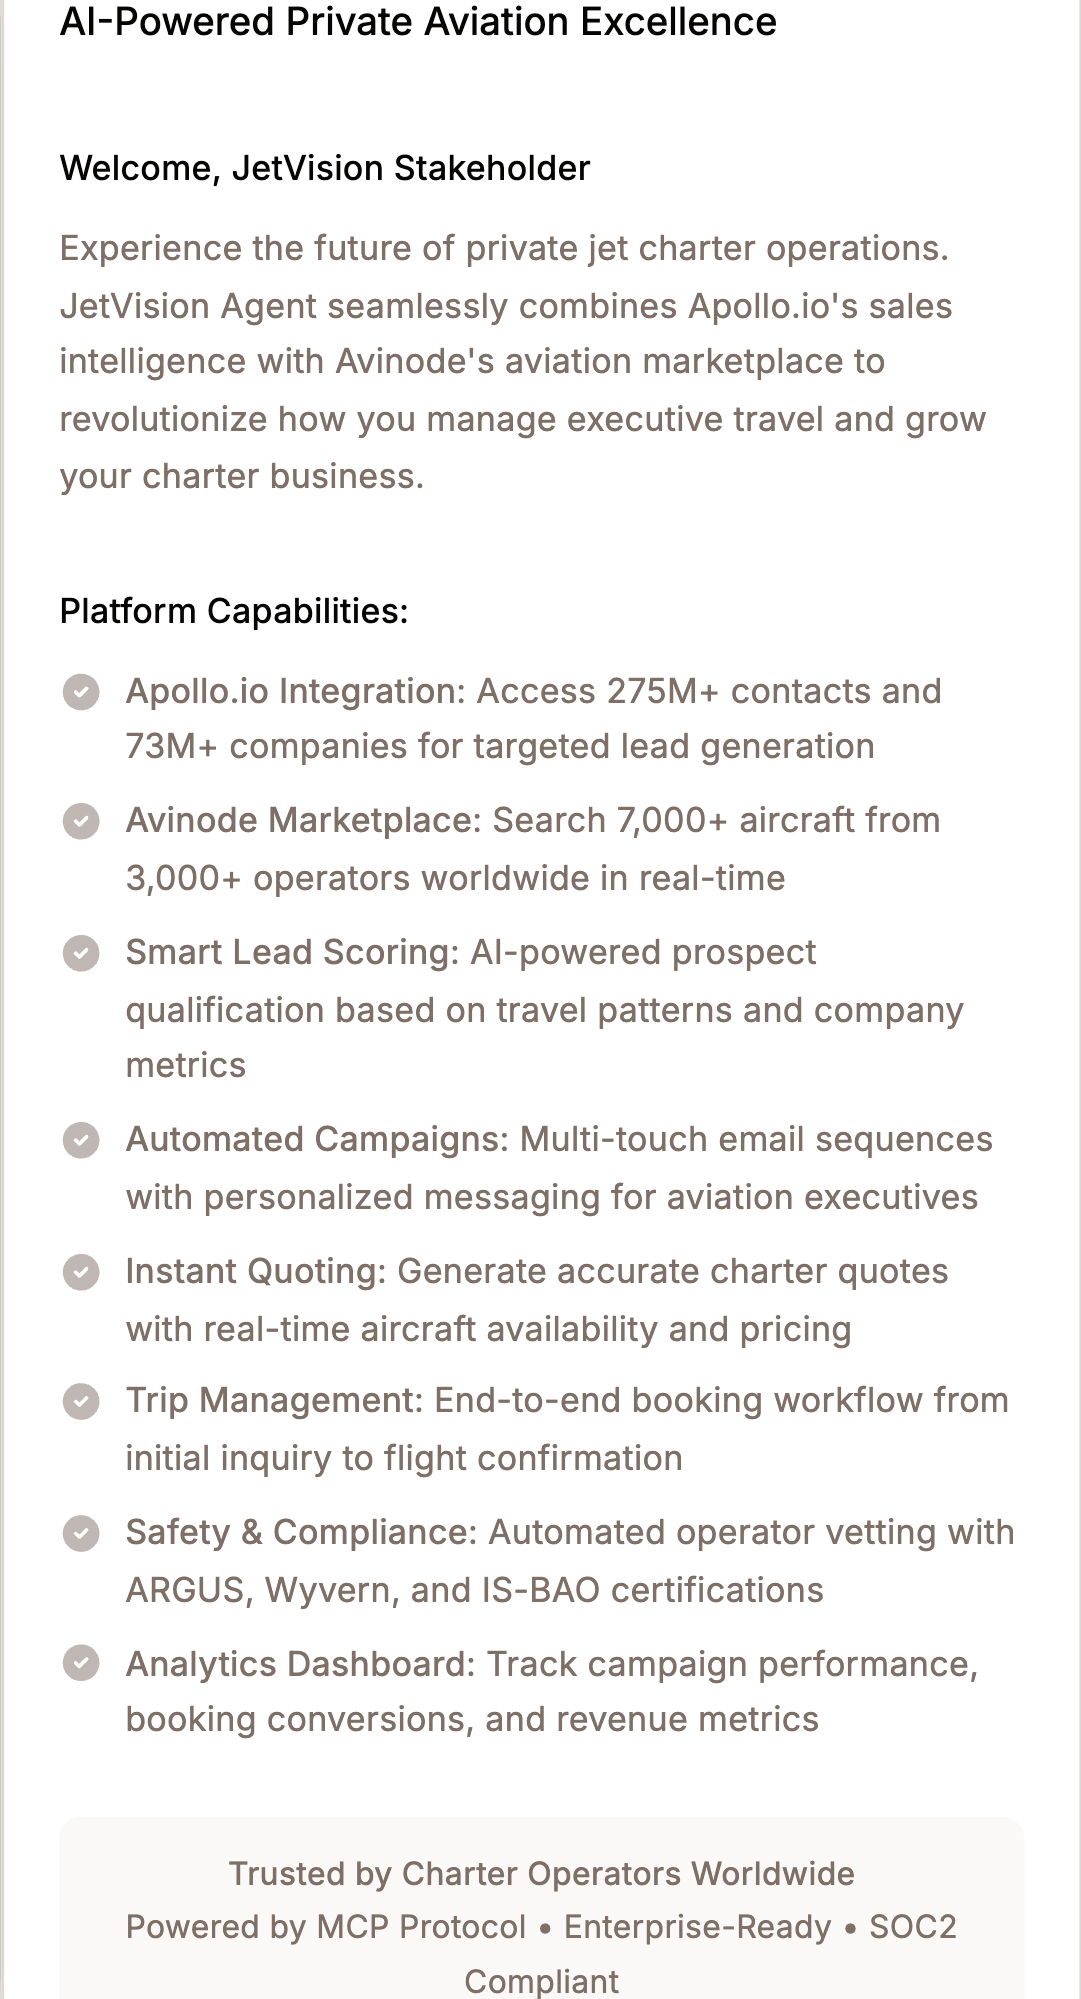 AI-Powered Private Aviation Excellence
Welcome, JetVision Stakeholder
Experience the future of private jet charter operations.
JetVision Agent seamlessly combines Apollo.io's sales
intelligence with Avinode's aviation marketplace to
revolutionize how you manage executive travel and grow
your charter business.
Platform Capabilities:
Apollo.io Integration: Access 275M+ contacts and
73M+ companies for targeted lead generation
Avinode Marketplace: Search 7,000+ aircraft from
3,000+ operators worldwide in real-time
Smart Lead Scoring: AI-powered prospect
qualification based on travel patterns and company
metrics
Automated Campaigns: Multi-touch email sequences
with personalized messaging for aviation executives
Instant Quoting: Generate accurate charter quotes
with real-time aircraft availability and pricing
Trip Management: End-to-end booking workflow from
initial inquiry to flight confirmation
Safety & Compliance: Automated operator vetting with
ARGUS, Wyvern, and IS-BAO certifications
Analytics Dashboard: Track campaign performance,
booking conversions, and revenue metrics
Trusted by Charter Operators Worldwide
Powered by MCP Protocol • Enterprise-Ready • SOC2
Compliant